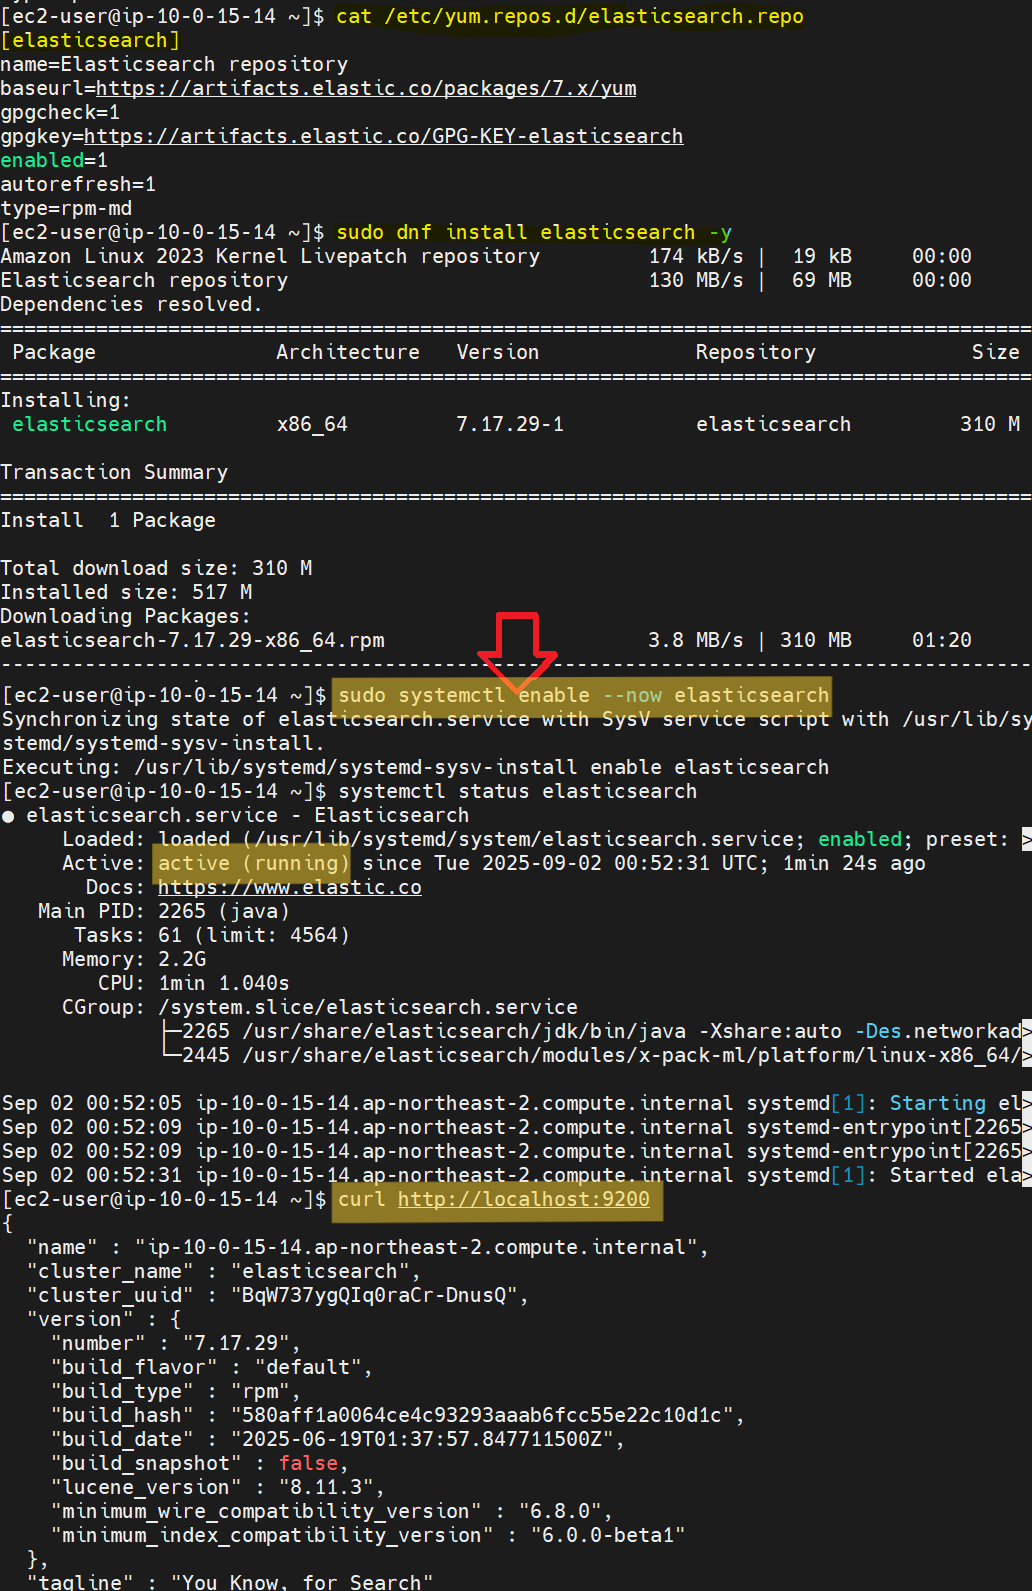 [ec2-user@ip-10-0-15-14 ~]$ cat /etc/yum.repos.d/elasticsearch.repo
[elasticsearch]
name=Elasticsearch repository
baseurl=https://artifacts.elastic.co/packages/7.x/yum
gpgcheck=1
gpgkey=https://artifacts.elastic.co/GPG-KEY-elasticsearch
enabled=1
autorefresh=1
type=rpm-md
[ec2-user@ip-10-0-15-14 ~]$ sudo dnf install elasticsearch -y
Amazon Linux 2023 Kernel Livepatch repository         174 kB/s |  19 kB     00:00
Elasticsearch repository                              130 MB/s |  69 MB     00:00
Dependencies resolved.
======================================================================================
 Package               Architecture   Version             Repository             Size
======================================================================================
Installing:
 elasticsearch         x86_64         7.17.29-1           elasticsearch         310 M
Transaction Summary
======================================================================================
Install  1 Package
Total download size: 310 M
Installed size: 517 M
Downloading Packages:
elasticsearch-7.17.29-x86_64.rpm                      3.8 MB/s | 310 MB     01:20
--------------------------------------------------------------------------------------
[ec2-user@ip-10-0-15-14 ~]$ sudo systemctl enable --now elasticsearch
Synchronizing state of elasticsearch.service with SysV service script with /usr/lib/sy
stemd/systemd-sysv-install.
Executing: /usr/lib/systemd/systemd-sysv-install enable elasticsearch
[ec2-user@ip-10-0-15-14 ~]$ systemctl status elasticsearch
● elasticsearch.service - Elasticsearch
     Loaded: loaded (/usr/lib/systemd/system/elasticsearch.service; enabled; preset: >
     Active: active (running) since Tue 2025-09-02 00:52:31 UTC; 1min 24s ago
       Docs: https://www.elastic.co
   Main PID: 2265 (java)
      Tasks: 61 (limit: 4564)
     Memory: 2.2G
        CPU: 1min 1.040s
     CGroup: /system.slice/elasticsearch.service
             ├─2265 /usr/share/elasticsearch/jdk/bin/java -Xshare:auto -Des.networkad>
             └─2445 /usr/share/elasticsearch/modules/x-pack-ml/platform/linux-x86_64/>
Sep 02 00:52:05 ip-10-0-15-14.ap-northeast-2.compute.internal systemd[1]: Starting el>
Sep 02 00:52:09 ip-10-0-15-14.ap-northeast-2.compute.internal systemd-entrypoint[2265>
Sep 02 00:52:09 ip-10-0-15-14.ap-northeast-2.compute.internal systemd-entrypoint[2265>
Sep 02 00:52:31 ip-10-0-15-14.ap-northeast-2.compute.internal systemd[1]: Started ela>
[ec2-user@ip-10-0-15-14 ~]$ curl http://localhost:9200
{
  "name" : "ip-10-0-15-14.ap-northeast-2.compute.internal",
  "cluster_name" : "elasticsearch",
  "cluster_uuid" : "BqW737ygQIq0raCr-DnusQ",
  "version" : {
    "number" : "7.17.29",
    "build_flavor" : "default",
    "build_type" : "rpm",
    "build_hash" : "580aff1a0064ce4c93293aaab6fcc55e22c10d1c",
    "build_date" : "2025-06-19T01:37:57.847711500Z",
    "build_snapshot" : false,
    "lucene_version" : "8.11.3",
    "minimum_wire_compatibility_version" : "6.8.0",
    "minimum_index_compatibility_version" : "6.0.0-beta1"
  },
  "tagline" : "You Know, for Search"